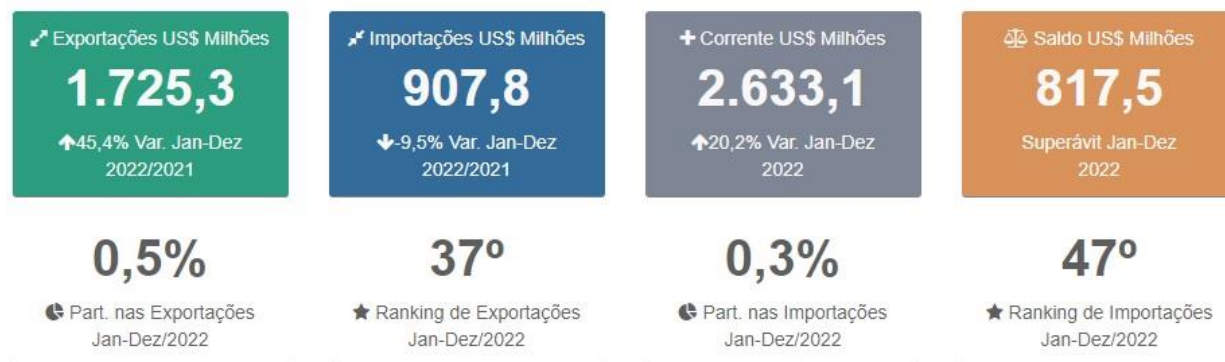 Exportações US$ Milhões
1.725,3
45,4% Var. Jan-Dez
2022/2021
Importações US$ Milhões
907,8
-9,5% Var. Jan-Dez
2022/2021
Corrente US$ Milhões
2.633,1
20,2% Var. Jan-Dez
2022
Saldo US$ Milhões
817,5
Superávit Jan-Dez
2022
0,5%
Part. nas Exportações
Jan-Dez/2022
37º
Ranking de Exportações
Jan-Dez/2022
0,3%
Part. nas Importações
Jan-Dez/2022
47º
Ranking de Importações
Jan-Dez/2022